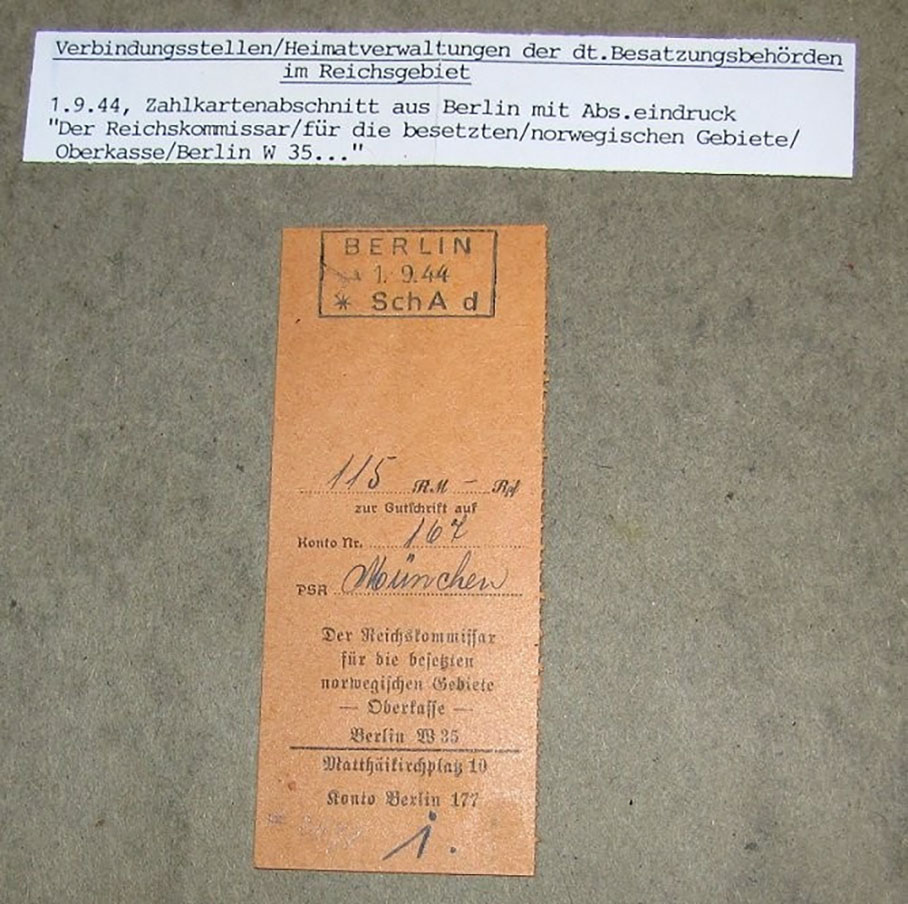 Verbindungsstellen/Heimatverwaltungen der dt.Besatzungsbehörden
im Reichsgebiet
1.9.44, Zahlkartenabschnitt aus Berlin mit Abs.eindruck
"Der Reichskommissar/für die besetzten/norwegischen Gebiete/
Oberkasse/Berlin W 35..."
BERLIN
1. 9.44
* SchA d
115 RM — Rpf
zur Gutschrift auf
Konto Nr. 167
PSA München
Der Reichskommissar
für die besetzten
norwegischen Gebiete
— Oberkasse —
Berlin W 35
Matthäikirchplatz 10
Konto Berlin 177